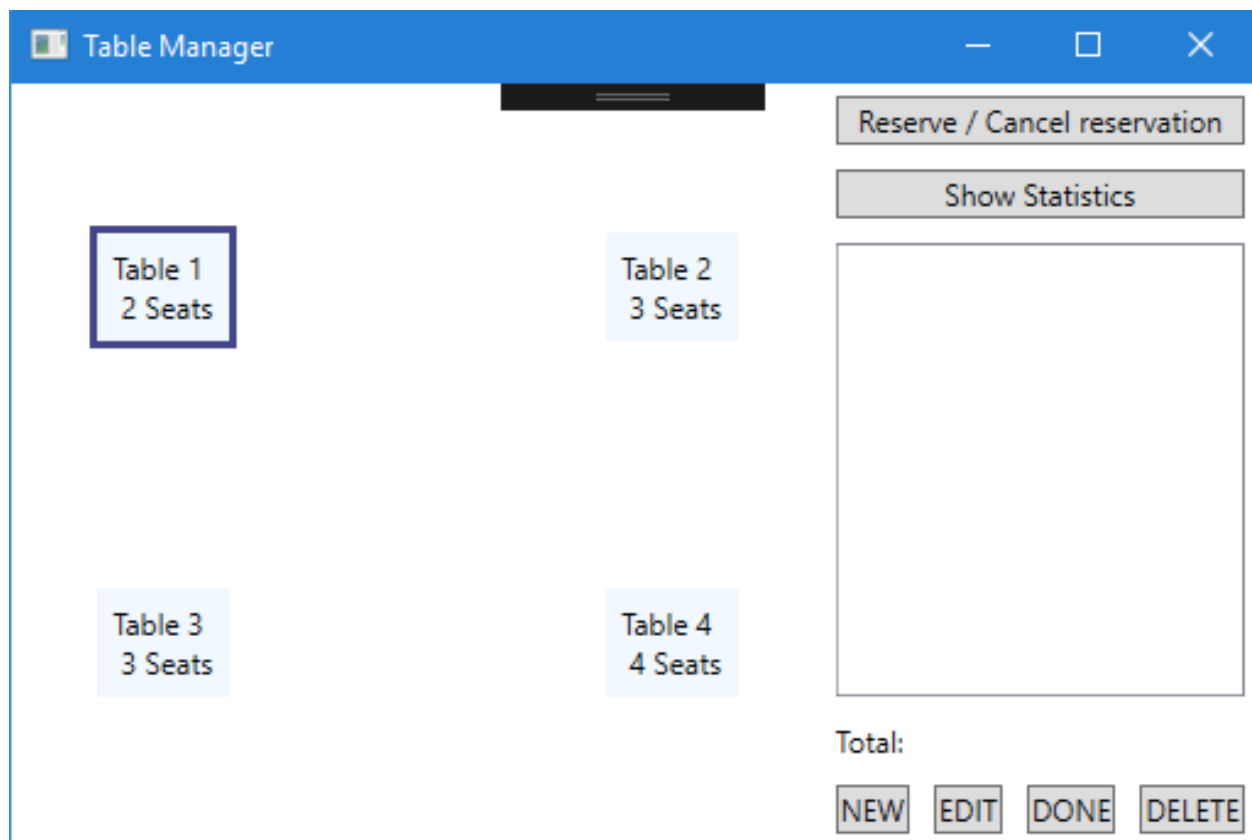 Table Manager
Reserve / Cancel reservation
Show Statistics
Table 1
2 Seats
Table 2
3 Seats
Table 3
3 Seats
Table 4
4 Seats
Total:
NEW EDIT DONE DELETE